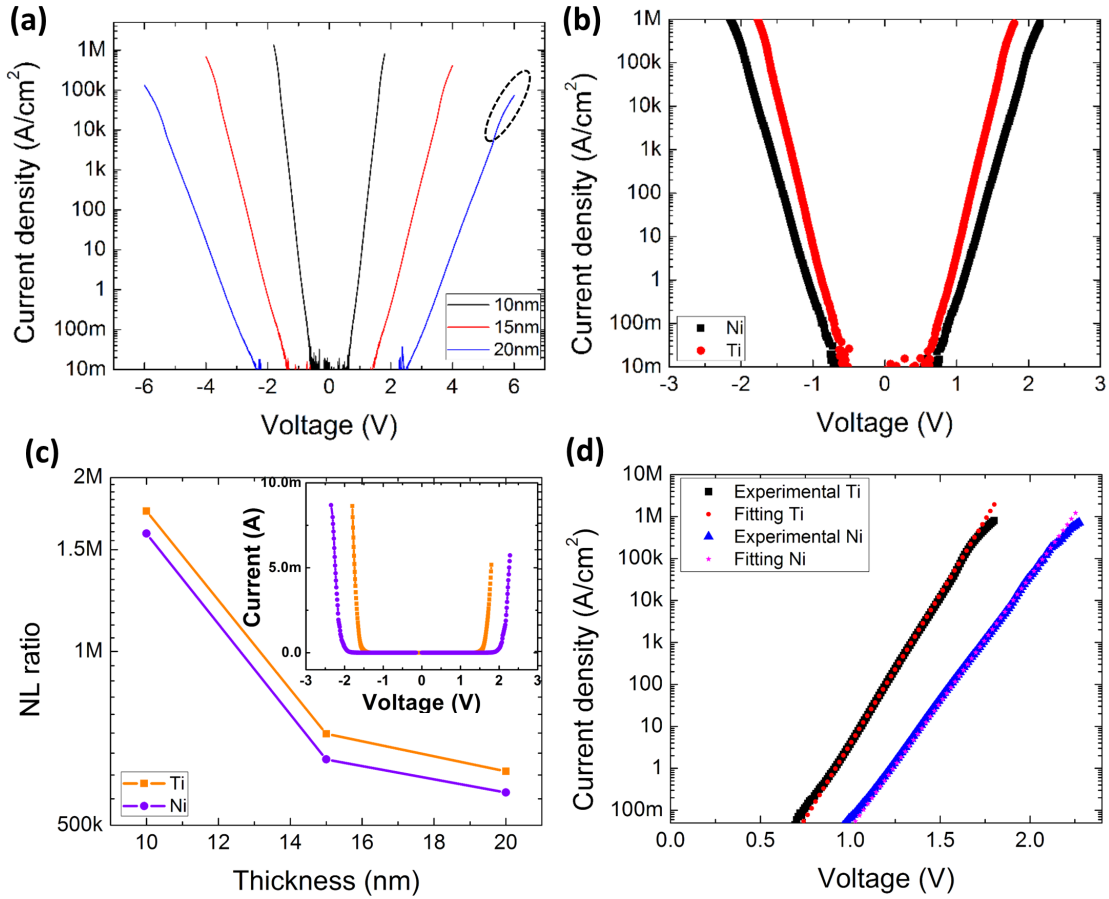 (a)
Current density (A/cm²)
1M
100k
10k
1k
100
10
1
100m
10m
-6
-4
-2
0
2
4
6
Voltage (V)
10nm
15nm
20nm
(b)
Current density (A/cm²)
1M
100k
10k
1k
100
10
1
100m
10m
-3
-2
-1
0
1
2
3
Voltage (V)
Ni
Ti
(c)
NL ratio
2M
1.5M
1M
500k
10
12
14
16
18
20
Thickness (nm)
Ti
Ni
Current (A)
10.0m
5.0m
0.0
-3
-2
-1
0
1
2
3
Voltage (V)
(d)
Current density (A/cm²)
10M
1M
100k
10k
1k
100
10
1
100m
0.0
0.5
1.0
1.5
2.0
Voltage (V)
Experimental Ti
Fitting Ti
Experimental Ni
Fitting Ni